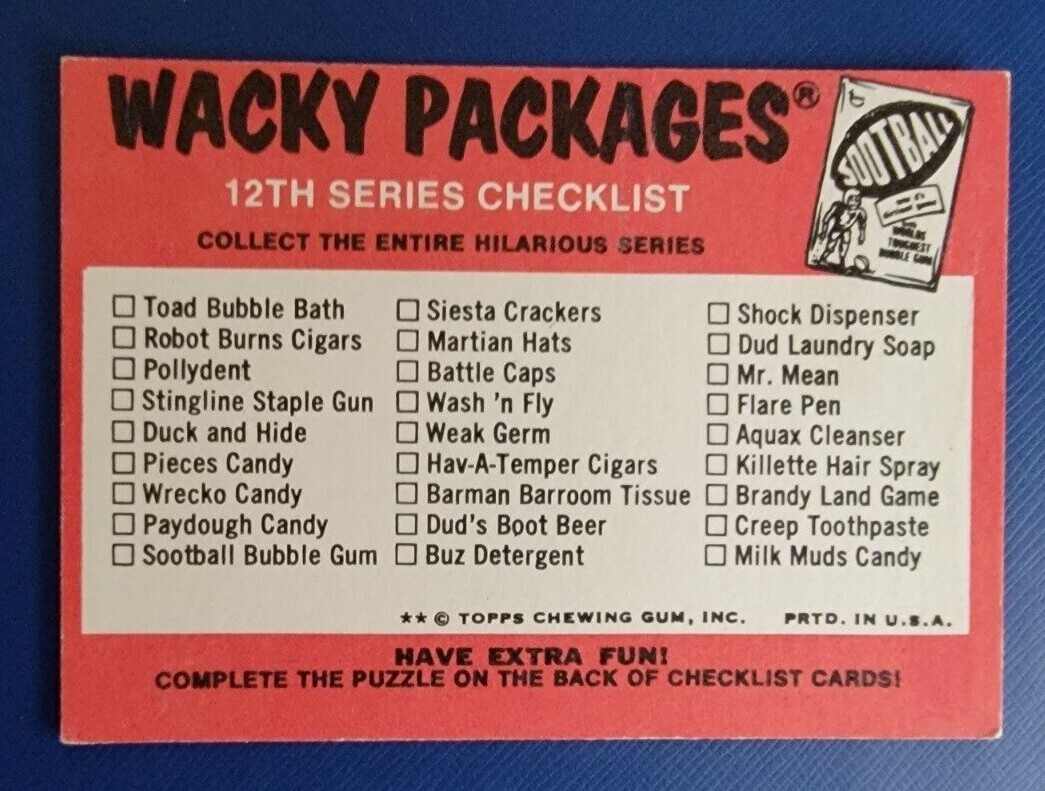 WACKY PACKAGES®
12TH SERIES CHECKLIST
COLLECT THE ENTIRE HILARIOUS SERIES
SOOTBALL
WORLDS
TOUGHEST
BUBBLE GUM
Toad Bubble Bath
Robot Burns Cigars
Pollydent
Stingline Staple Gun
Duck and Hide
Pieces Candy
Wrecko Candy
Paydough Candy
Sootball Bubble Gum
Siesta Crackers
Martian Hats
Battle Caps
Wash 'n Fly
Weak Germ
Hav-A-Temper Cigars
Barman Barroom Tissue
Dud's Boot Beer
Buz Detergent
Shock Dispenser
Dud Laundry Soap
Mr. Mean
Flare Pen
Aquax Cleanser
Killette Hair Spray
Brandy Land Game
Creep Toothpaste
Milk Muds Candy
★★ © TOPPS CHEWING GUM, INC. PRTD. IN U.S.A.
HAVE EXTRA FUN!
COMPLETE THE PUZZLE ON THE BACK OF CHECKLIST CARDS!